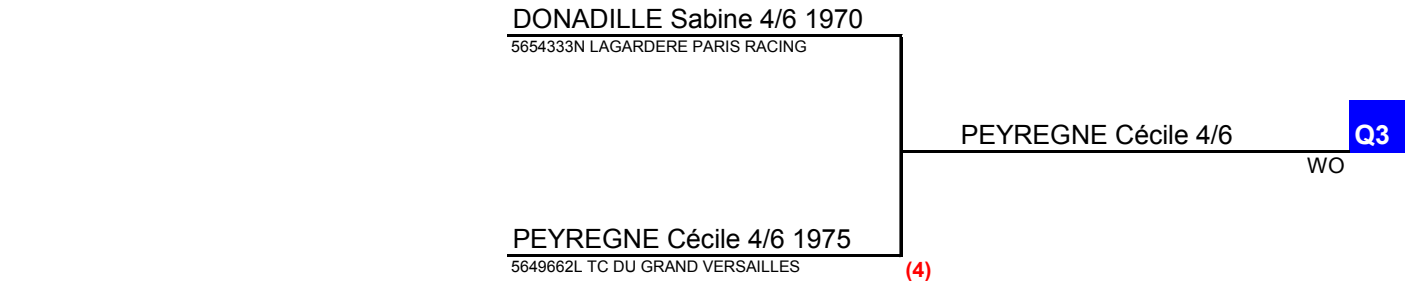 DONADILLE Sabine 4/6 1970
5654333N LAGARDERE PARIS RACING
PEYREGNE Cécile 4/6
Q3
WO
PEYREGNE Cécile 4/6 1975
5649662L TC DU GRAND VERSAILLES
(4)